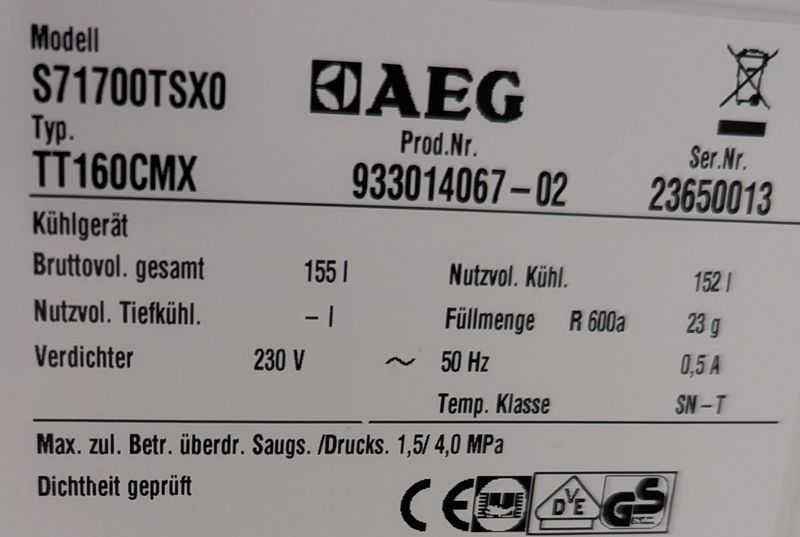 Modell
S71700TSX0
AEG
Typ.
TT160CMX
Prod.Nr.
933014067-02
Ser.Nr.
23650013
Kühlgerät
Bruttovol. gesamt 155 l Nutzvol. Kühl. 152 l
Nutzvol. Tiefkühl. – l Füllmenge R 600a 23 g
Verdichter 230 V ~ 50 Hz 0,5 A
Temp. Klasse SN-T
Max. zul. Betr. überdr. Saugs. /Drucks. 1,5/ 4,0 MPa
Dichtheit geprüft
CE DVE GS